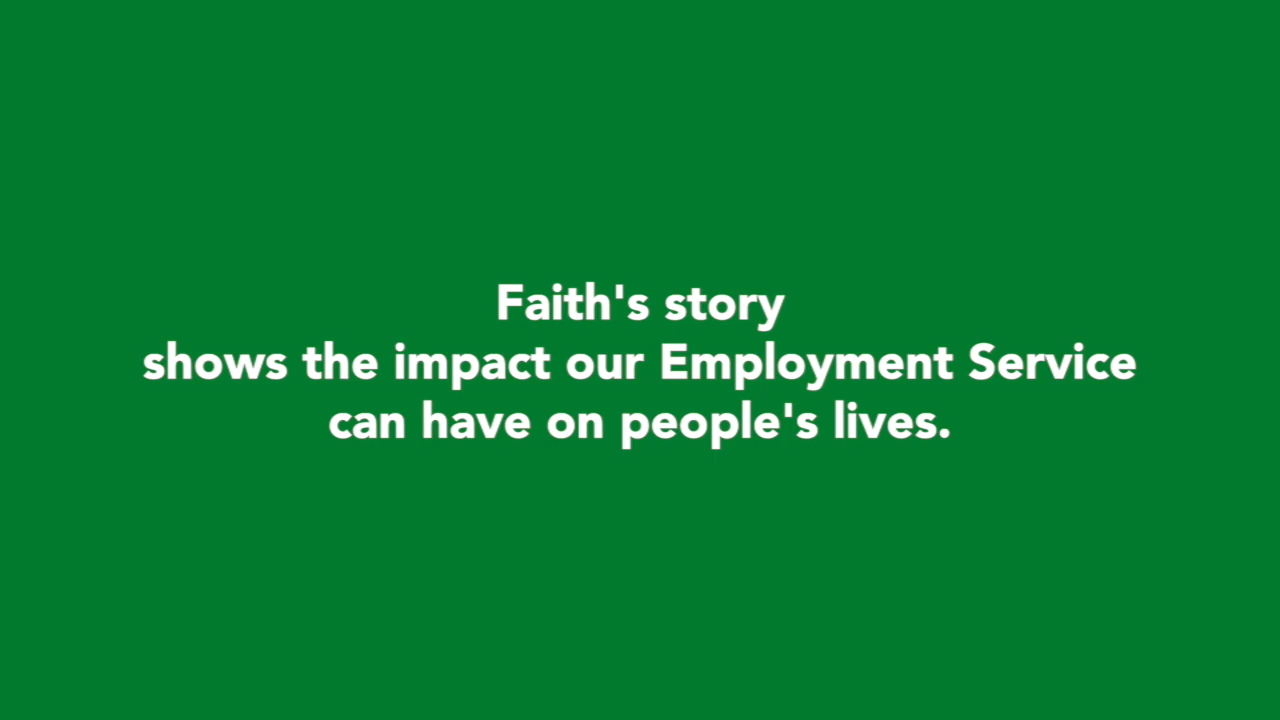 Faith's story
shows the impact our Employment Service
can have on people's lives.